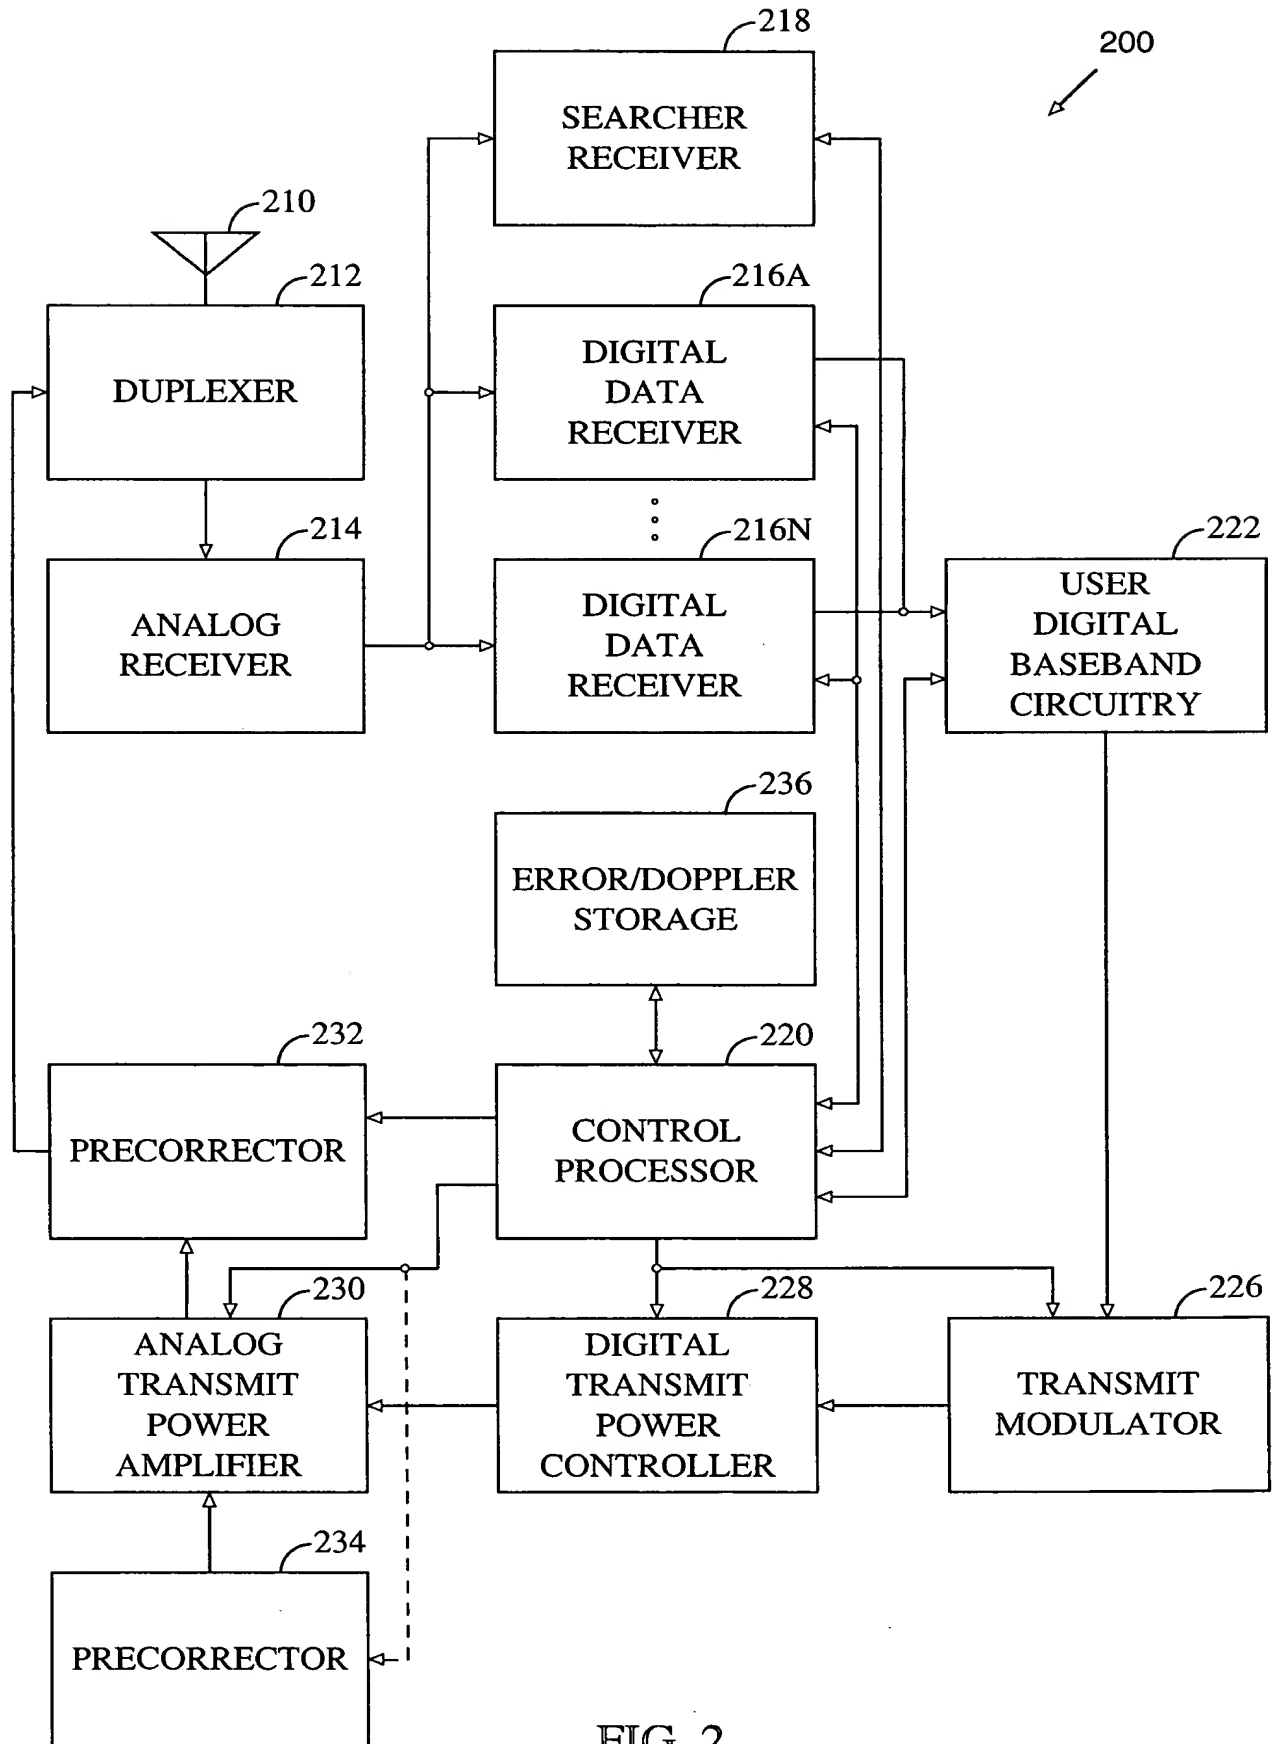 218
200
SEARCHER
RECEIVER
210
212
216A
DUPLEXER
DIGITAL
DATA
RECEIVER
214
216N
222
ANALOG
RECEIVER
DIGITAL
DATA
RECEIVER
USER
DIGITAL
BASEBAND
CIRCUITRY
236
ERROR/DOPPLER
STORAGE
232
220
PRECORRECTOR
CONTROL
PROCESSOR
230
228
226
ANALOG
TRANSMIT
POWER
AMPLIFIER
DIGITAL
TRANSMIT
POWER
CONTROLLER
TRANSMIT
MODULATOR
234
PRECORRECTOR
FIG. 2